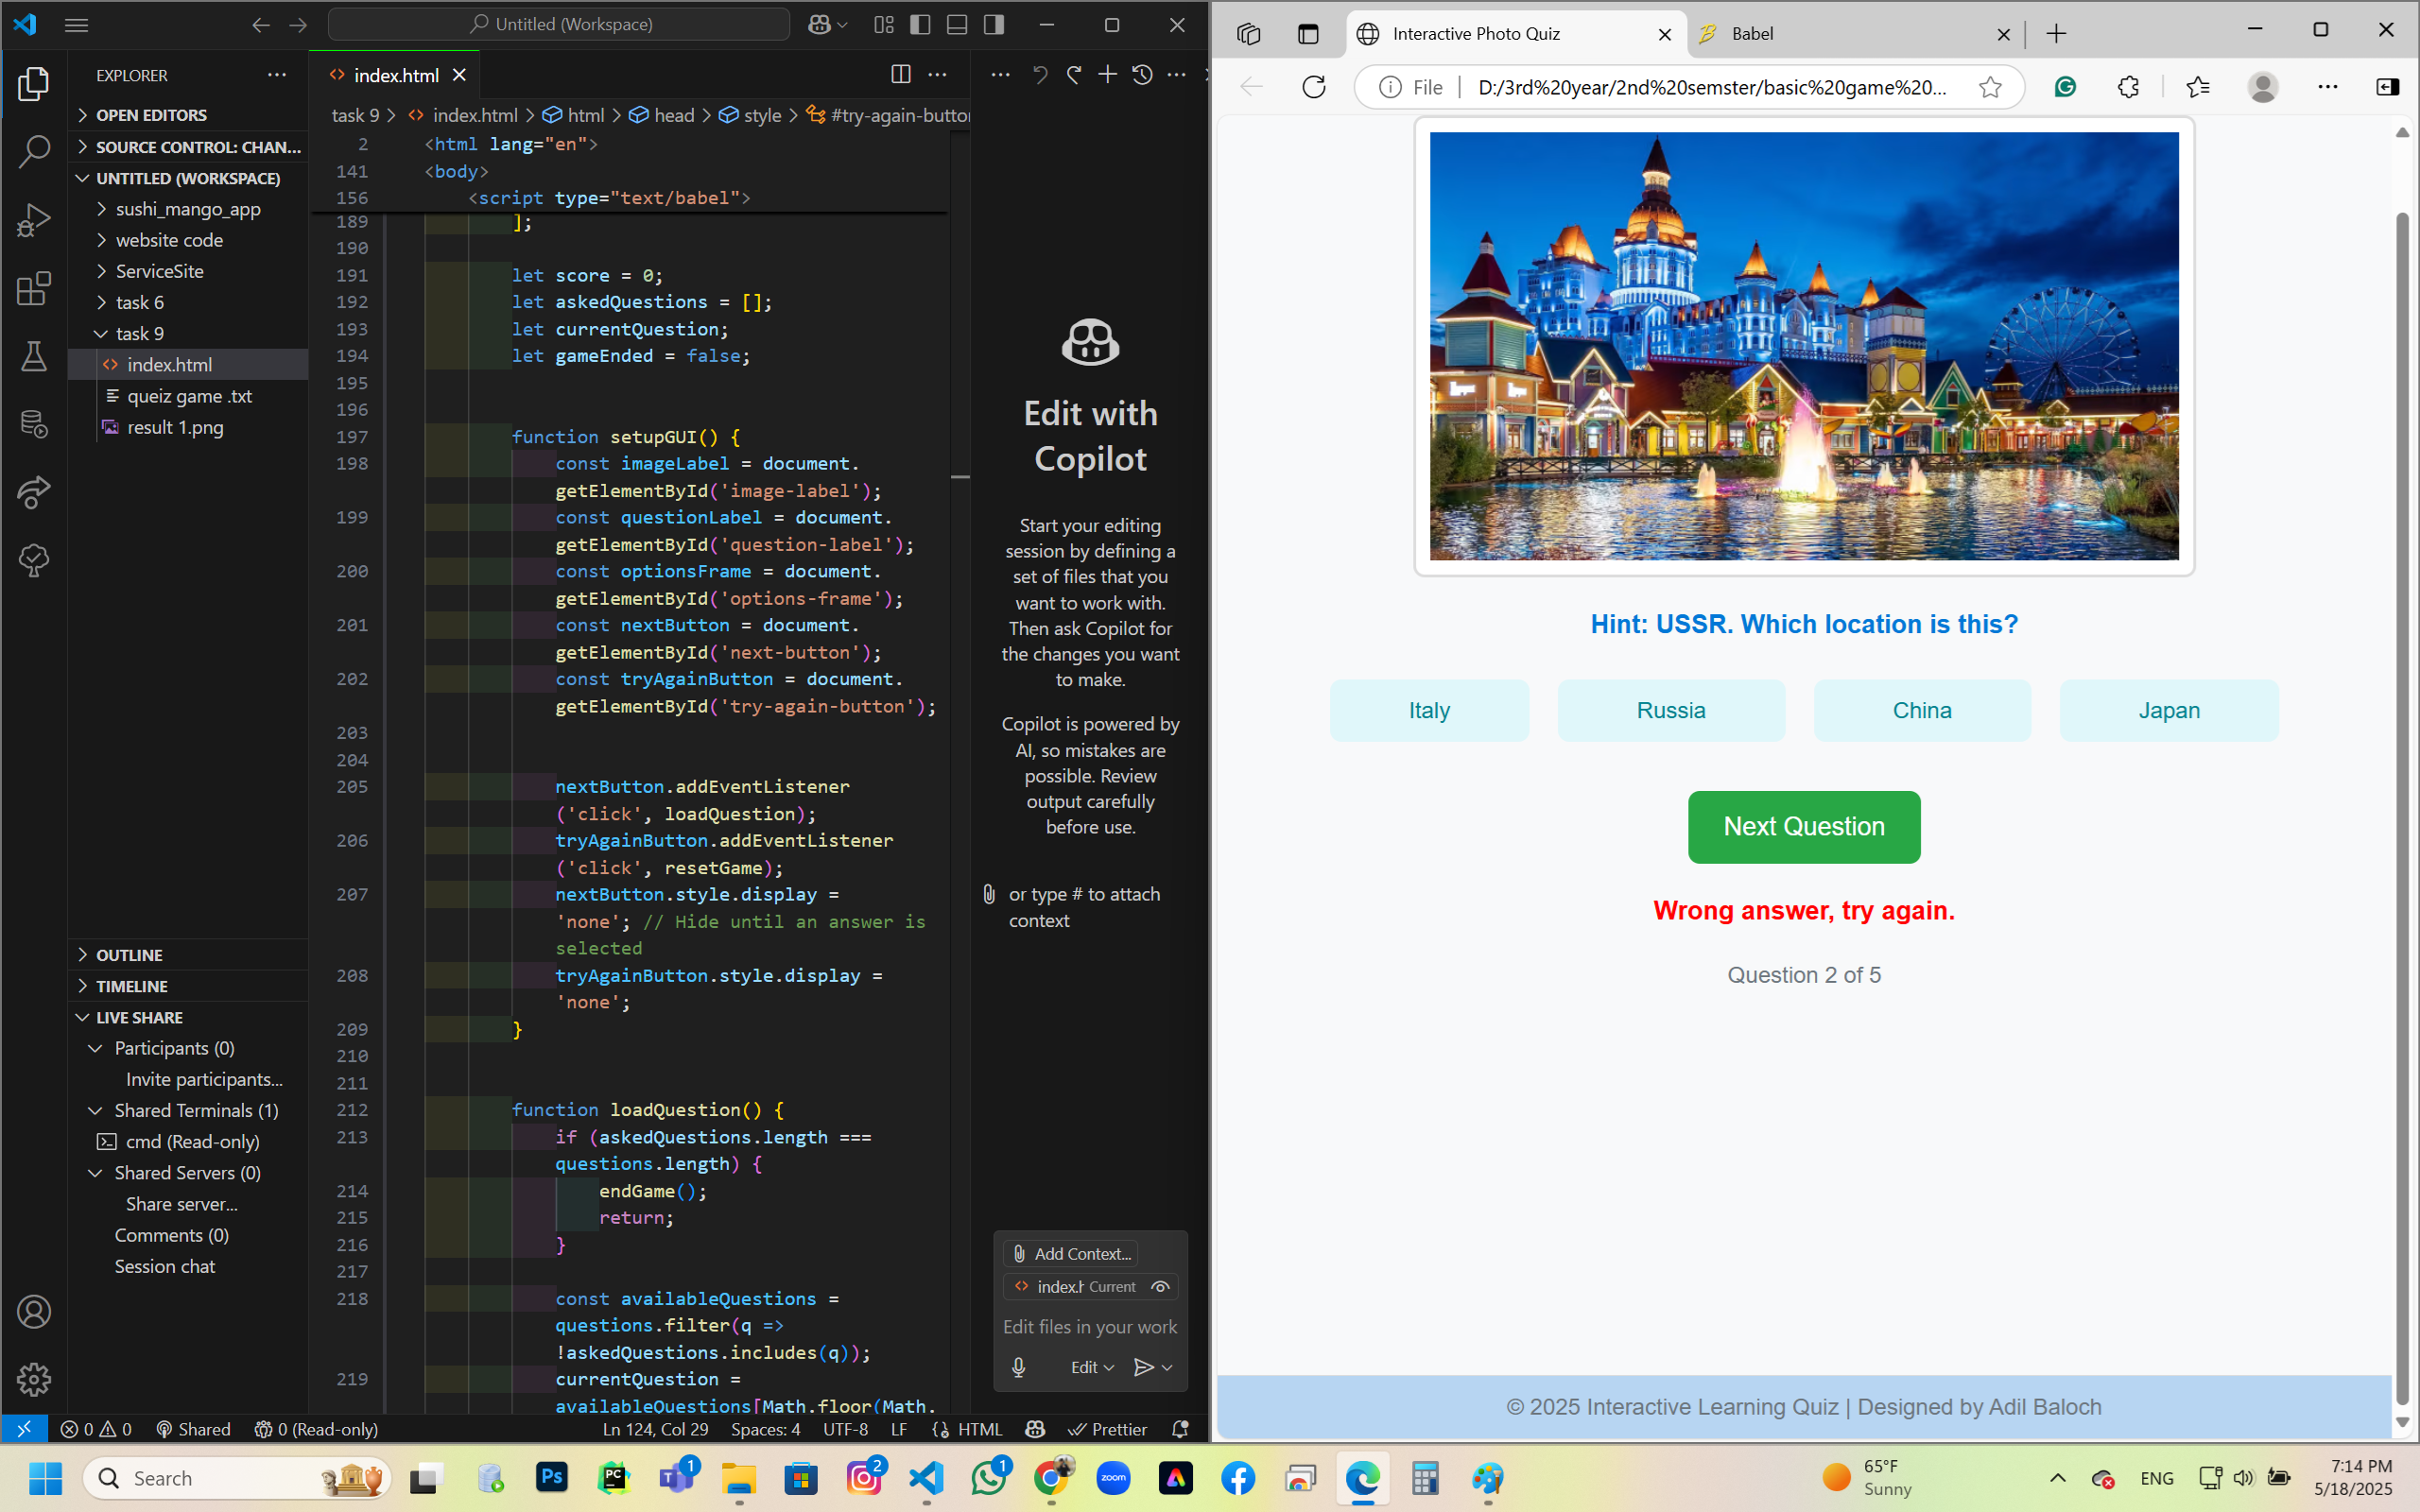 Untitled (Workspace)
EXPLORER
OPEN EDITORS
SOURCE CONTROL: CHAN...
UNTITLED (WORKSPACE)
sushi_mango_app
website code
ServiceSite
task 6
task 9
index.html
queiz game .txt
result 1.png
OUTLINE
TIMELINE
LIVE SHARE
Participants (0)
Invite participants...
Shared Terminals (1)
cmd (Read-only)
Shared Servers (0)
Share server...
Comments (0)
Session chat
index.html
task 9 > index.html > html > head > style > #try-again-button
2 <html lang="en">
141 <body>
156 <script type="text/babel">
189 ];
190
191 let score = 0;
192 let askedQuestions = [];
193 let currentQuestion;
194 let gameEnded = false;
195
196
197 function setupGUI() {
198 const imageLabel = document.
getElementById('image-label');
199 const questionLabel = document.
getElementById('question-label');
200 const optionsFrame = document.
getElementById('options-frame');
201 const nextButton = document.
getElementById('next-button');
202 const tryAgainButton = document.
getElementById('try-again-button');
203
204
205 nextButton.addEventListener
('click', loadQuestion);
206 tryAgainButton.addEventListener
('click', resetGame);
207 nextButton.style.display =
'none'; // Hide until an answer is
selected
208 tryAgainButton.style.display =
'none';
209 }
210
211
212 function loadQuestion() {
213 if (askedQuestions.length ===
questions.length) {
214 endGame();
215 return;
216 }
217
218 const availableQuestions =
questions.filter(q =>
!askedQuestions.includes(q));
219 currentQuestion =
availableQuestions[Math.floor(Math.
Edit with
Copilot
Start your editing
session by defining a
set of files that you
want to work with.
Then ask Copilot for
the changes you want
to make.
Copilot is powered by
AI, so mistakes are
possible. Review
output carefully
before use.
or type # to attach
context
Add Context...
index.h Current
Edit files in your work
Edit
0 0 Shared 0 (Read-only) Ln 124, Col 29 Spaces: 4 UTF-8 LF HTML Prettier
Interactive Photo Quiz
Babel
File D:/3rd%20year/2nd%20semster/basic%20game%20...
Hint: USSR. Which location is this?
Italy Russia China Japan
Next Question
Wrong answer, try again.
Question 2 of 5
© 2025 Interactive Learning Quiz | Designed by Adil Baloch
Search
Ps
PC
1
2
1
zoom
65°F
Sunny
ENG
7:14 PM
5/18/2025